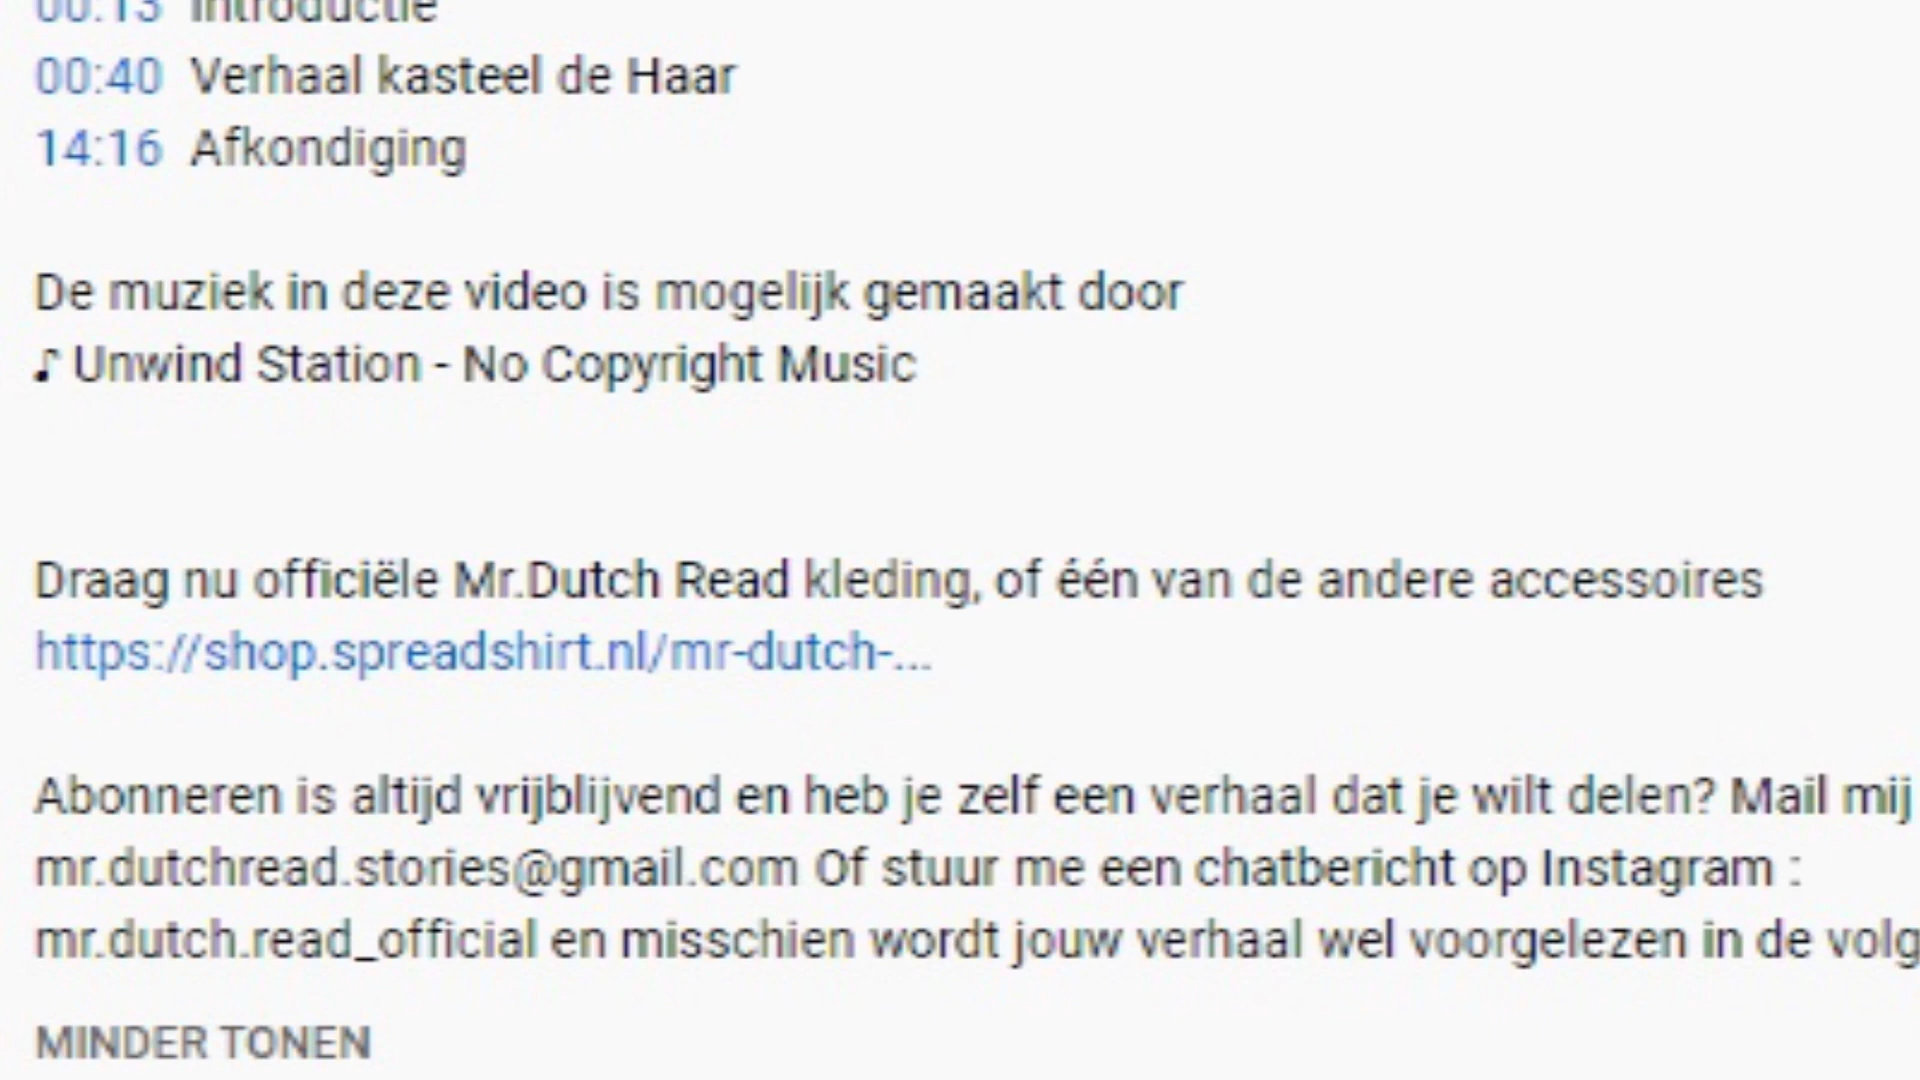 00:13 Introductie
00:40 Verhaal kasteel de Haar
14:16 Afkondiging
De muziek in deze video is mogelijk gemaakt door
♪ Unwind Station - No Copyright Music
Draag nu officiële Mr.Dutch Read kleding, of één van de andere accessoires
https://shop.spreadshirt.nl/mr-dutch-...
Abonneren is altijd vrijblijvend en heb je zelf een verhaal dat je wilt delen? Mail mij
mr.dutchread.stories@gmail.com Of stuur me een chatbericht op Instagram :
mr.dutch.read_official en misschien wordt jouw verhaal wel voorgelezen in de volg
MINDER TONEN